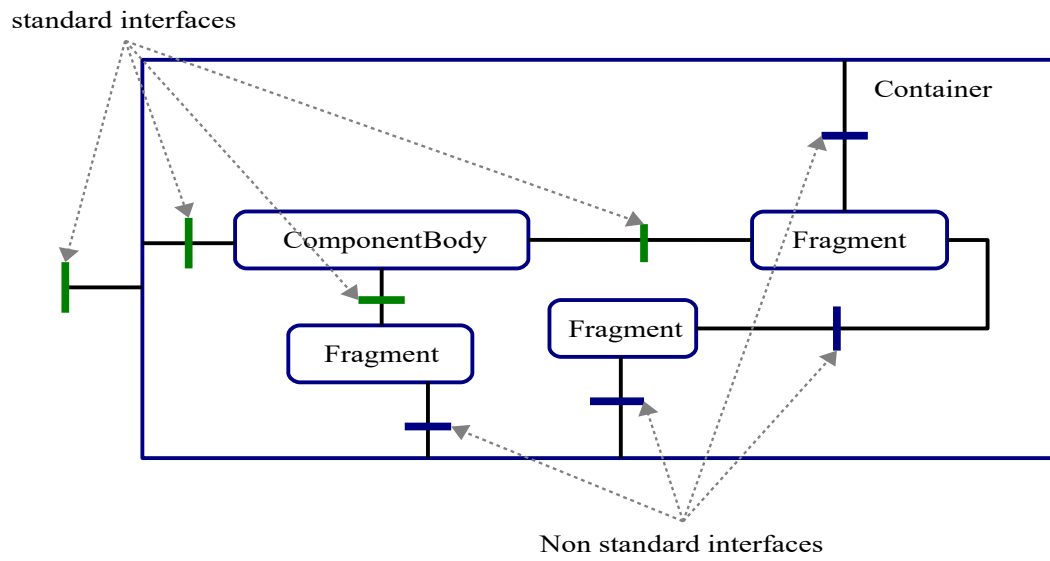 standard interfaces
Container
ComponentBody
Fragment
Fragment
Fragment
Non standard interfaces